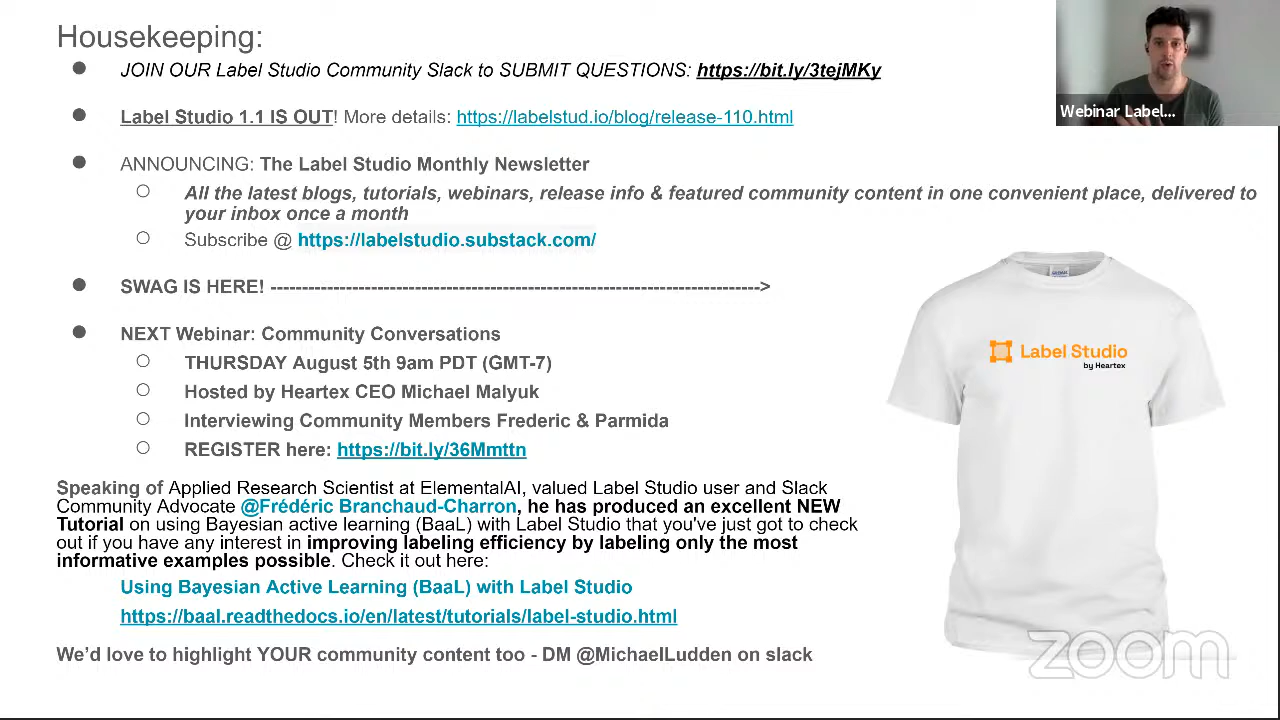 Housekeeping:
● JOIN OUR Label Studio Community Slack to SUBMIT QUESTIONS: https://bit.ly/3tejMKy
Webinar Label...
● Label Studio 1.1 IS OUT! More details: https://labelstud.io/blog/release-110.html
● ANNOUNCING: The Label Studio Monthly Newsletter
○ All the latest blogs, tutorials, webinars, release info & featured community content in one convenient place, delivered to
your inbox once a month
○ Subscribe @ https://labelstudio.substack.com/
● SWAG IS HERE! ------------------------------------------------------------------------------>
● NEXT Webinar: Community Conversations
○ THURSDAY August 5th 9am PDT (GMT-7)
○ Hosted by Heartex CEO Michael Malyuk
○ Interviewing Community Members Frederic & Parmida
○ REGISTER here: https://bit.ly/36Mmttn
Label Studio
by Heartex
Speaking of Applied Research Scientist at ElementalAI, valued Label Studio user and Slack
Community Advocate @Frédéric Branchaud-Charron, he has produced an excellent NEW
Tutorial on using Bayesian active learning (BaaL) with Label Studio that you've just got to check
out if you have any interest in improving labeling efficiency by labeling only the most
informative examples possible. Check it out here:
Using Bayesian Active Learning (BaaL) with Label Studio
https://baal.readthedocs.io/en/latest/tutorials/label-studio.html
We'd love to highlight YOUR community content too - DM @MichaelLudden on slack
zoom